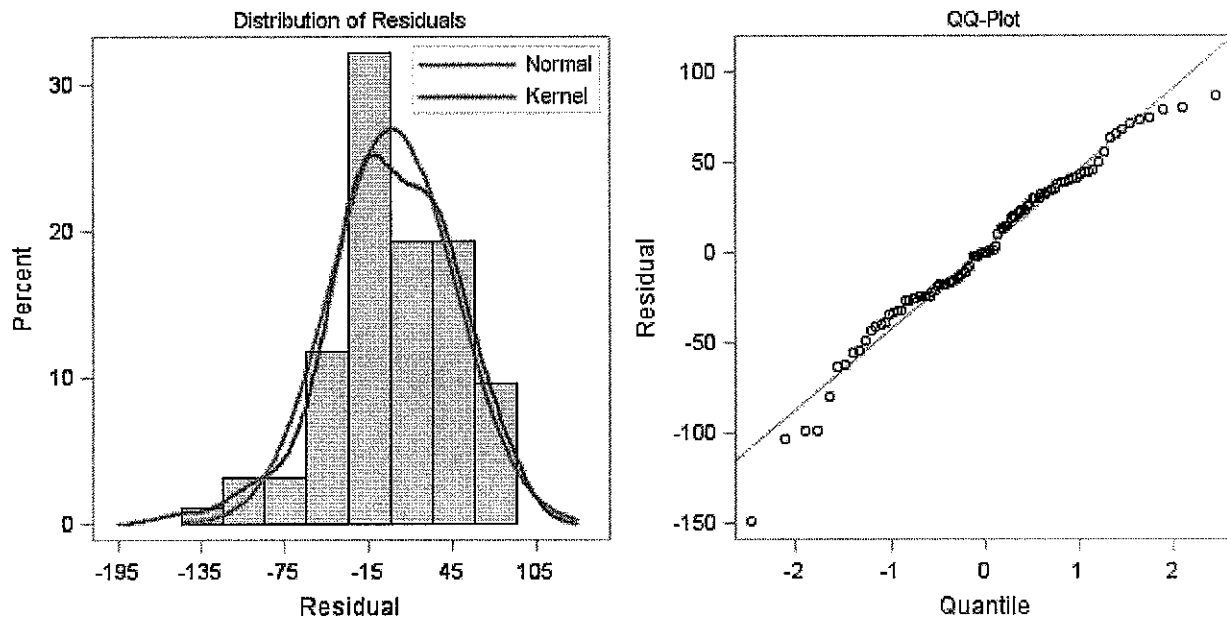 Distribution of Residuals
Normal
Kernel
30
20
10
0
Percent
-195 -135 -75 -15 45 105
Residual
QQ-Plot
100
50
0
-50
-100
-150
Residual
-2 -1 0 1 2
Quantile